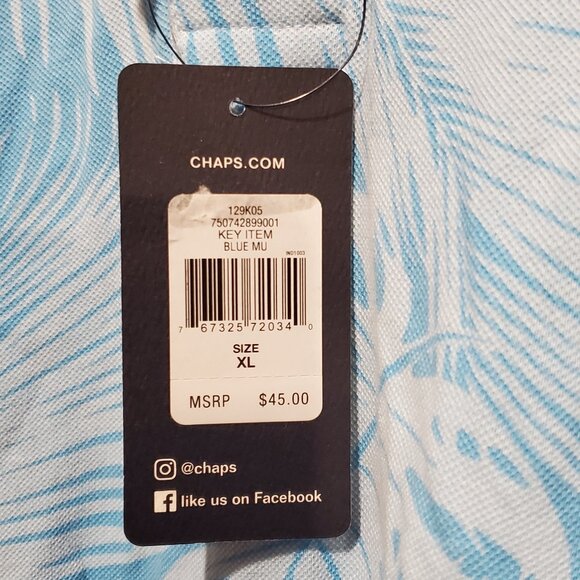 CHAPS.COM
129K05
750742899001
KEY ITEM
BLUE MU
IND1003
7 67325 72034 0
SIZE
XL
MSRP $45.00
@chaps
like us on Facebook